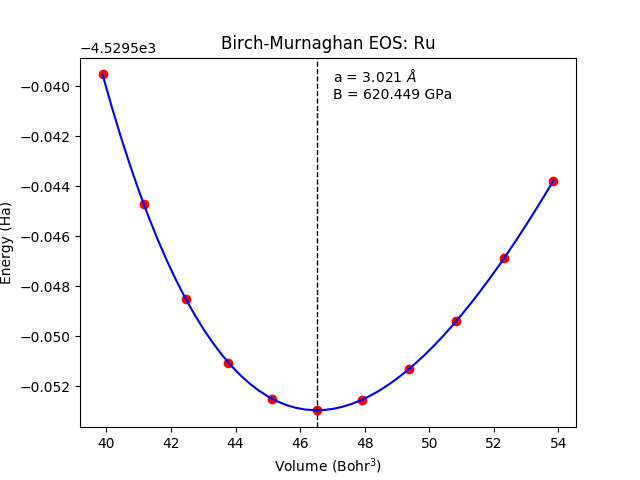 Birch-Murnaghan EOS: Ru
−4.5295e3
a = 3.021 Å
B = 620.449 GPa
−0.040
−0.042
−0.044
−0.046
−0.048
−0.050
−0.052
Energy (Ha)
40 42 44 46 48 50 52 54
Volume (Bohr³)